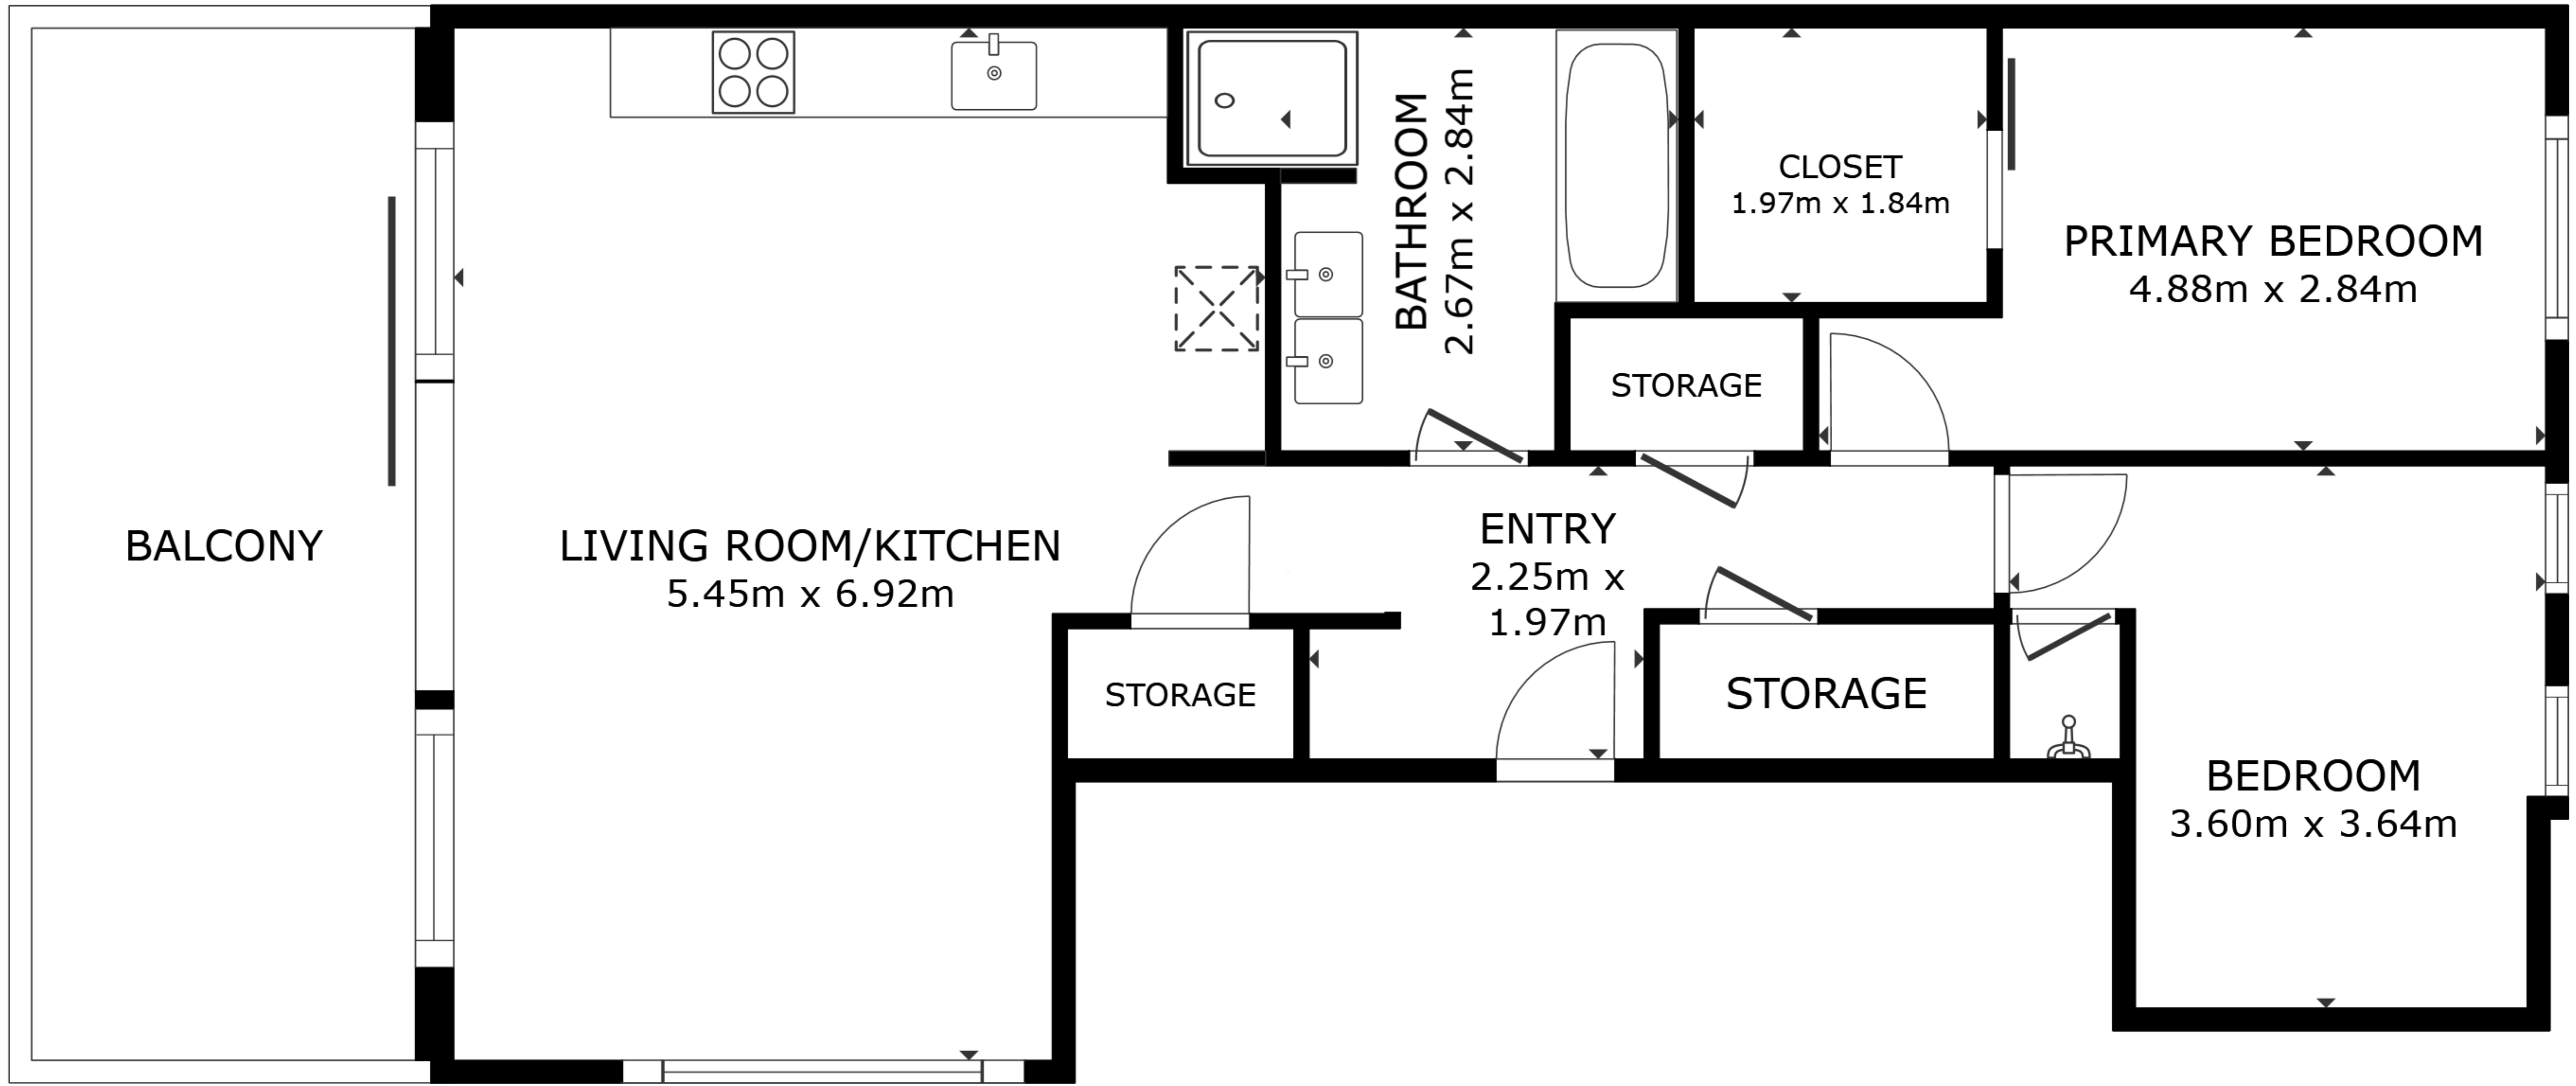 BATHROOM
2.67m x 2.84m
CLOSET
1.97m x 1.84m
PRIMARY BEDROOM
4.88m x 2.84m
STORAGE
BALCONY
LIVING ROOM/KITCHEN
5.45m x 6.92m
ENTRY
2.25m x
1.97m
STORAGE
STORAGE
BEDROOM
3.60m x 3.64m